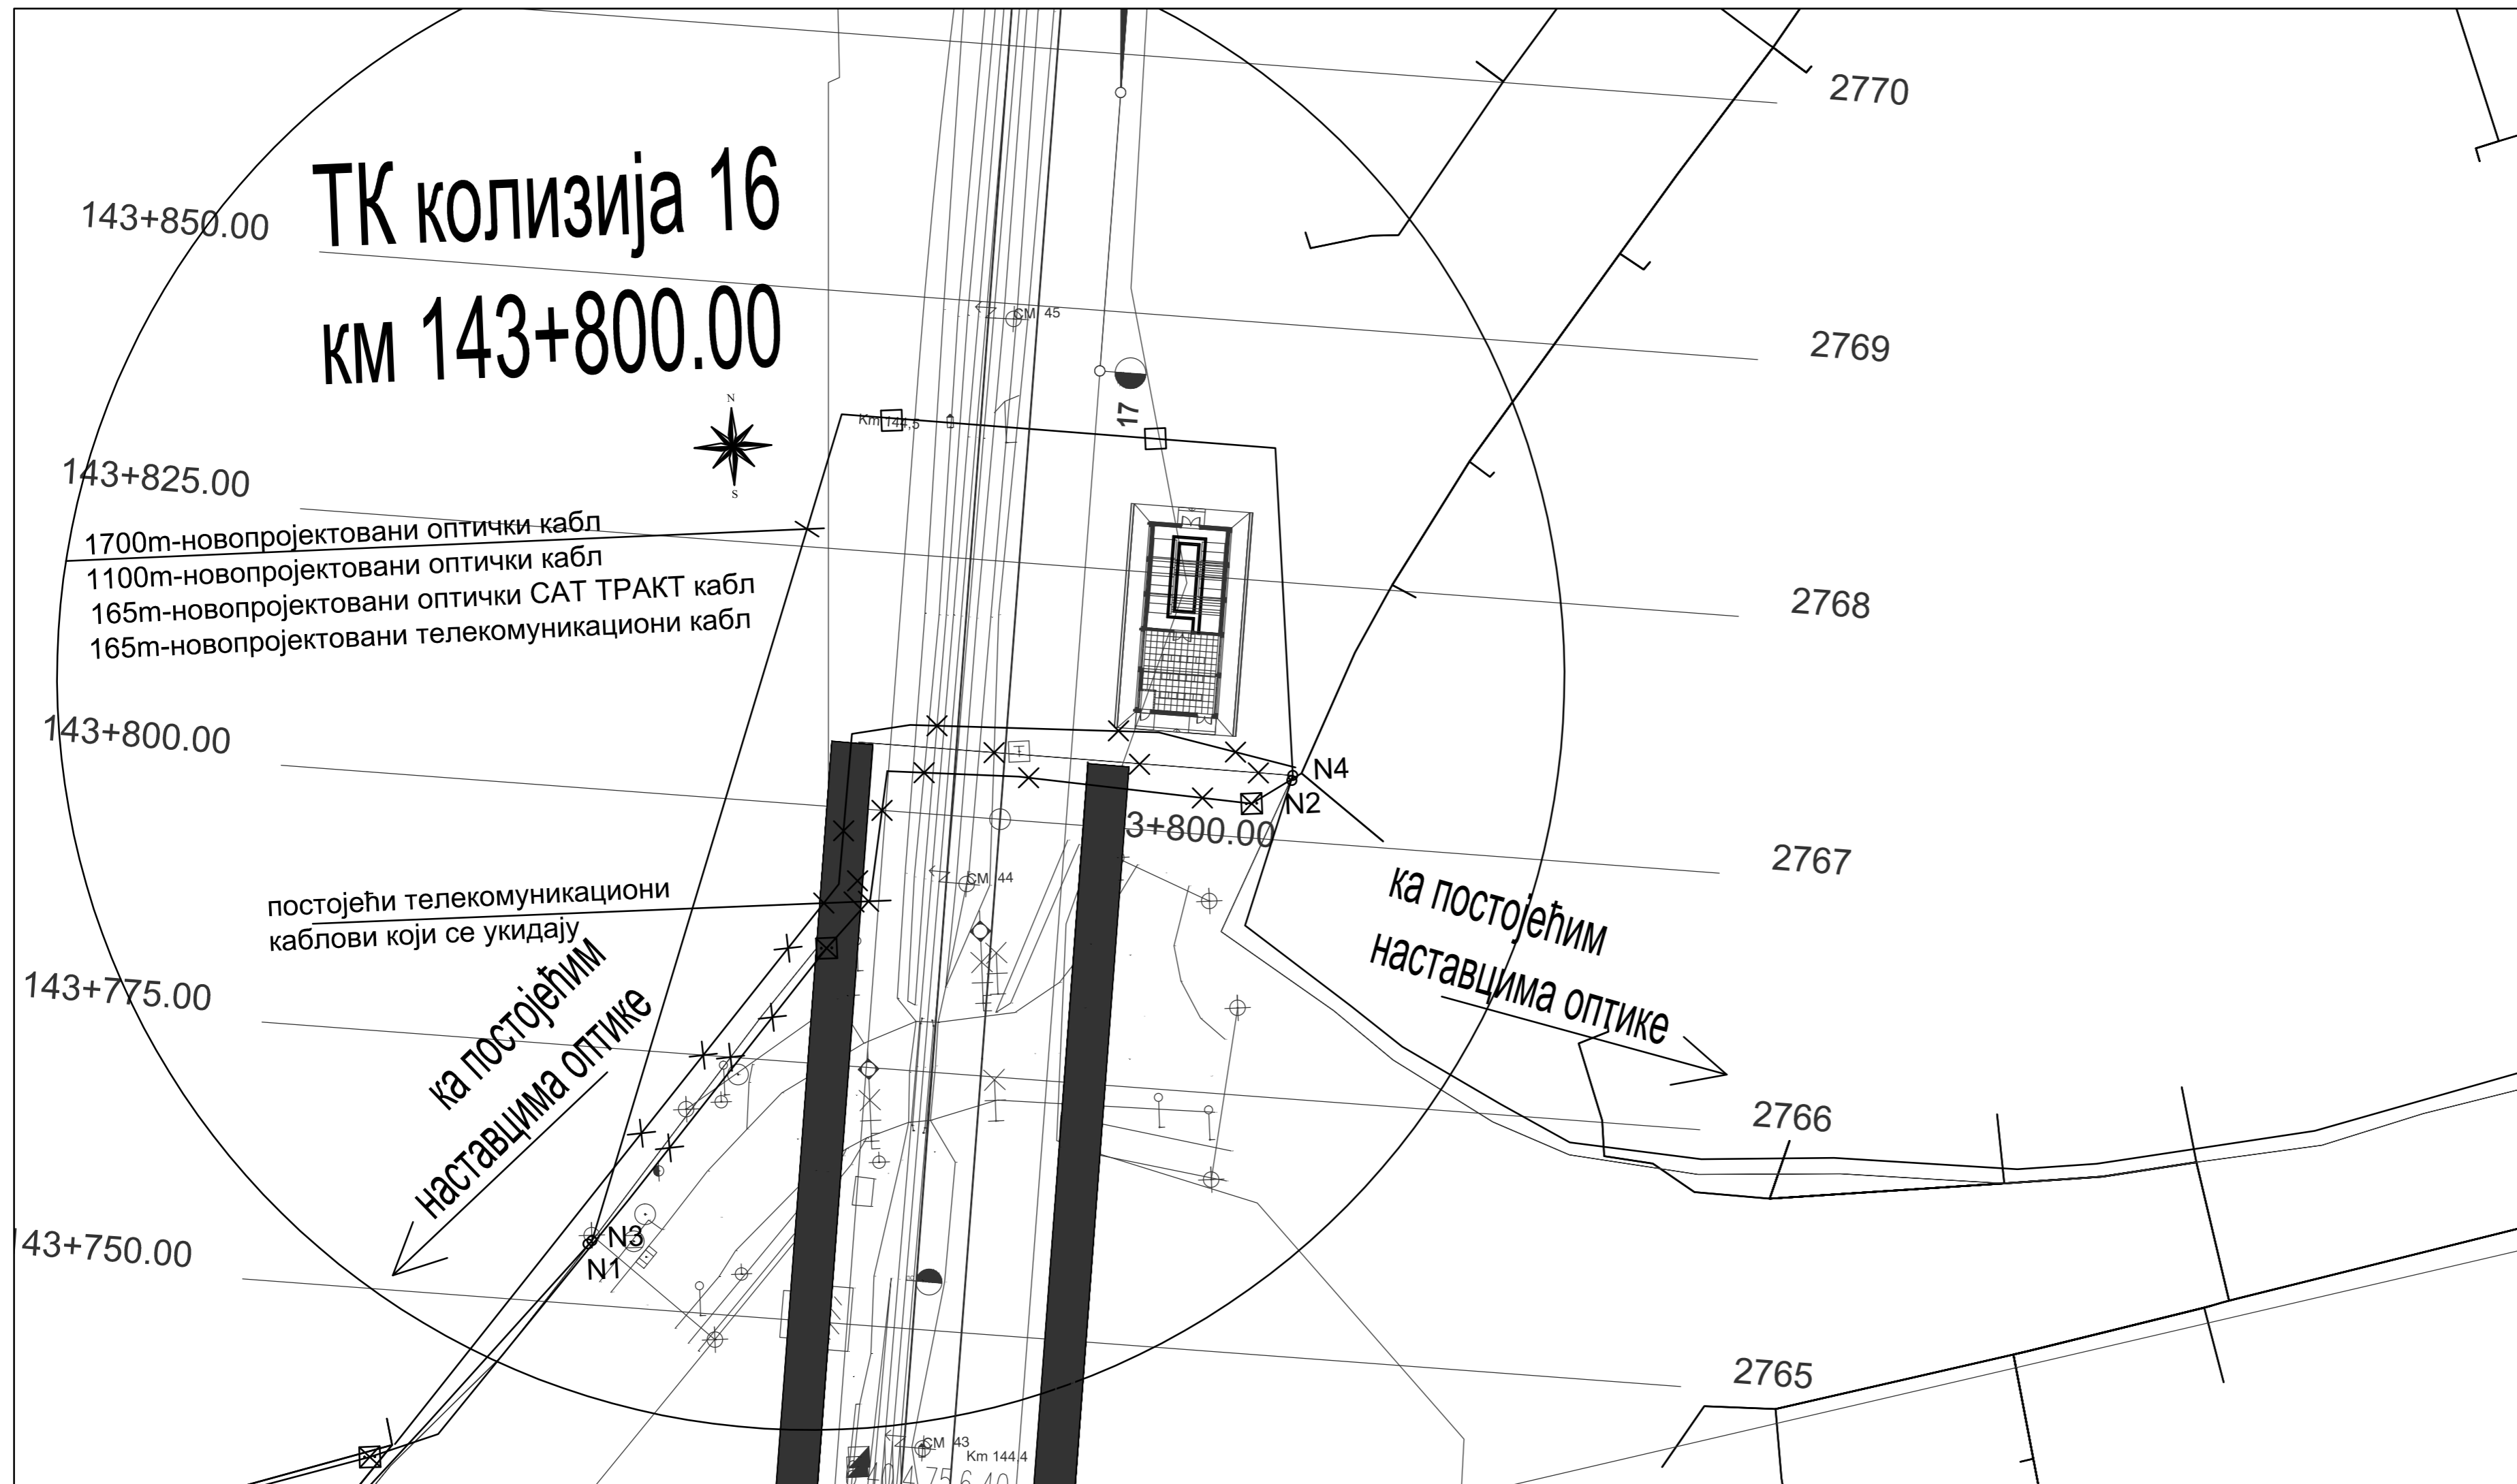 2770
ТК колизија 16
143+850.00
км 143+800.00
СМ 45
2769
N
Km 144,5
17
143+825.00
S
1700m-новопројектовани оптички кабл
1100m-новопројектовани оптички кабл
165m-новопројектовани оптички САТ ТРАКТ кабл
165m-новопројектовани телекомуникациони кабл
2768
143+800.00
T
N4
N2
3+800.00
2767
СМ 44
постојећи телекомуникациони
каблови који се укидају
ка постојећим
наставцима оптике
ка постојећим
наставцима оптике
143+775.00
2766
N3
N1
43+750.00
2765
СМ 43
Km 144.4